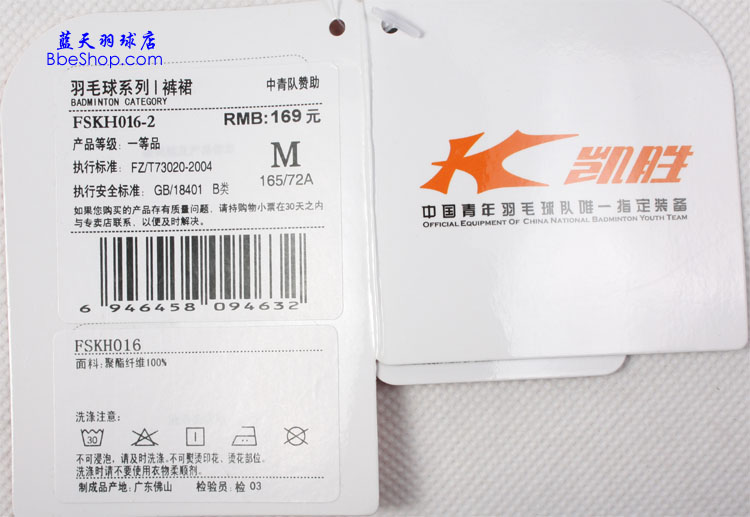 蓝天羽球店
BbeShop.com
羽毛球系列 | 裤裙
中青队赞助
BADMINTON CATEGORY
FSKH016-2
RMB: 169 元
产品等级: 一等品
M
执行标准: FZ/T73020-2004
165/72A
执行安全标准: GB/18401 B类
如果您购买的产品存有质量问题, 请持购物小票在30天之内
与专卖店联系, 以便及时解决。
6 946458 094632
FSKH016
面料: 聚酯纤维100%
洗涤注意:
30
不可浸泡, 请及时洗涤。不可熨烫印花、烫花部位。
洗涤时请不要使用衣物柔顺剂。
制成品产地: 广东佛山 检验员: 检 03
K 凯胜
中国青年羽毛球队唯一指定装备
OFFICIAL EQUIPMENT OF CHINA NATIONAL BADMINTON YOUTH TEAM